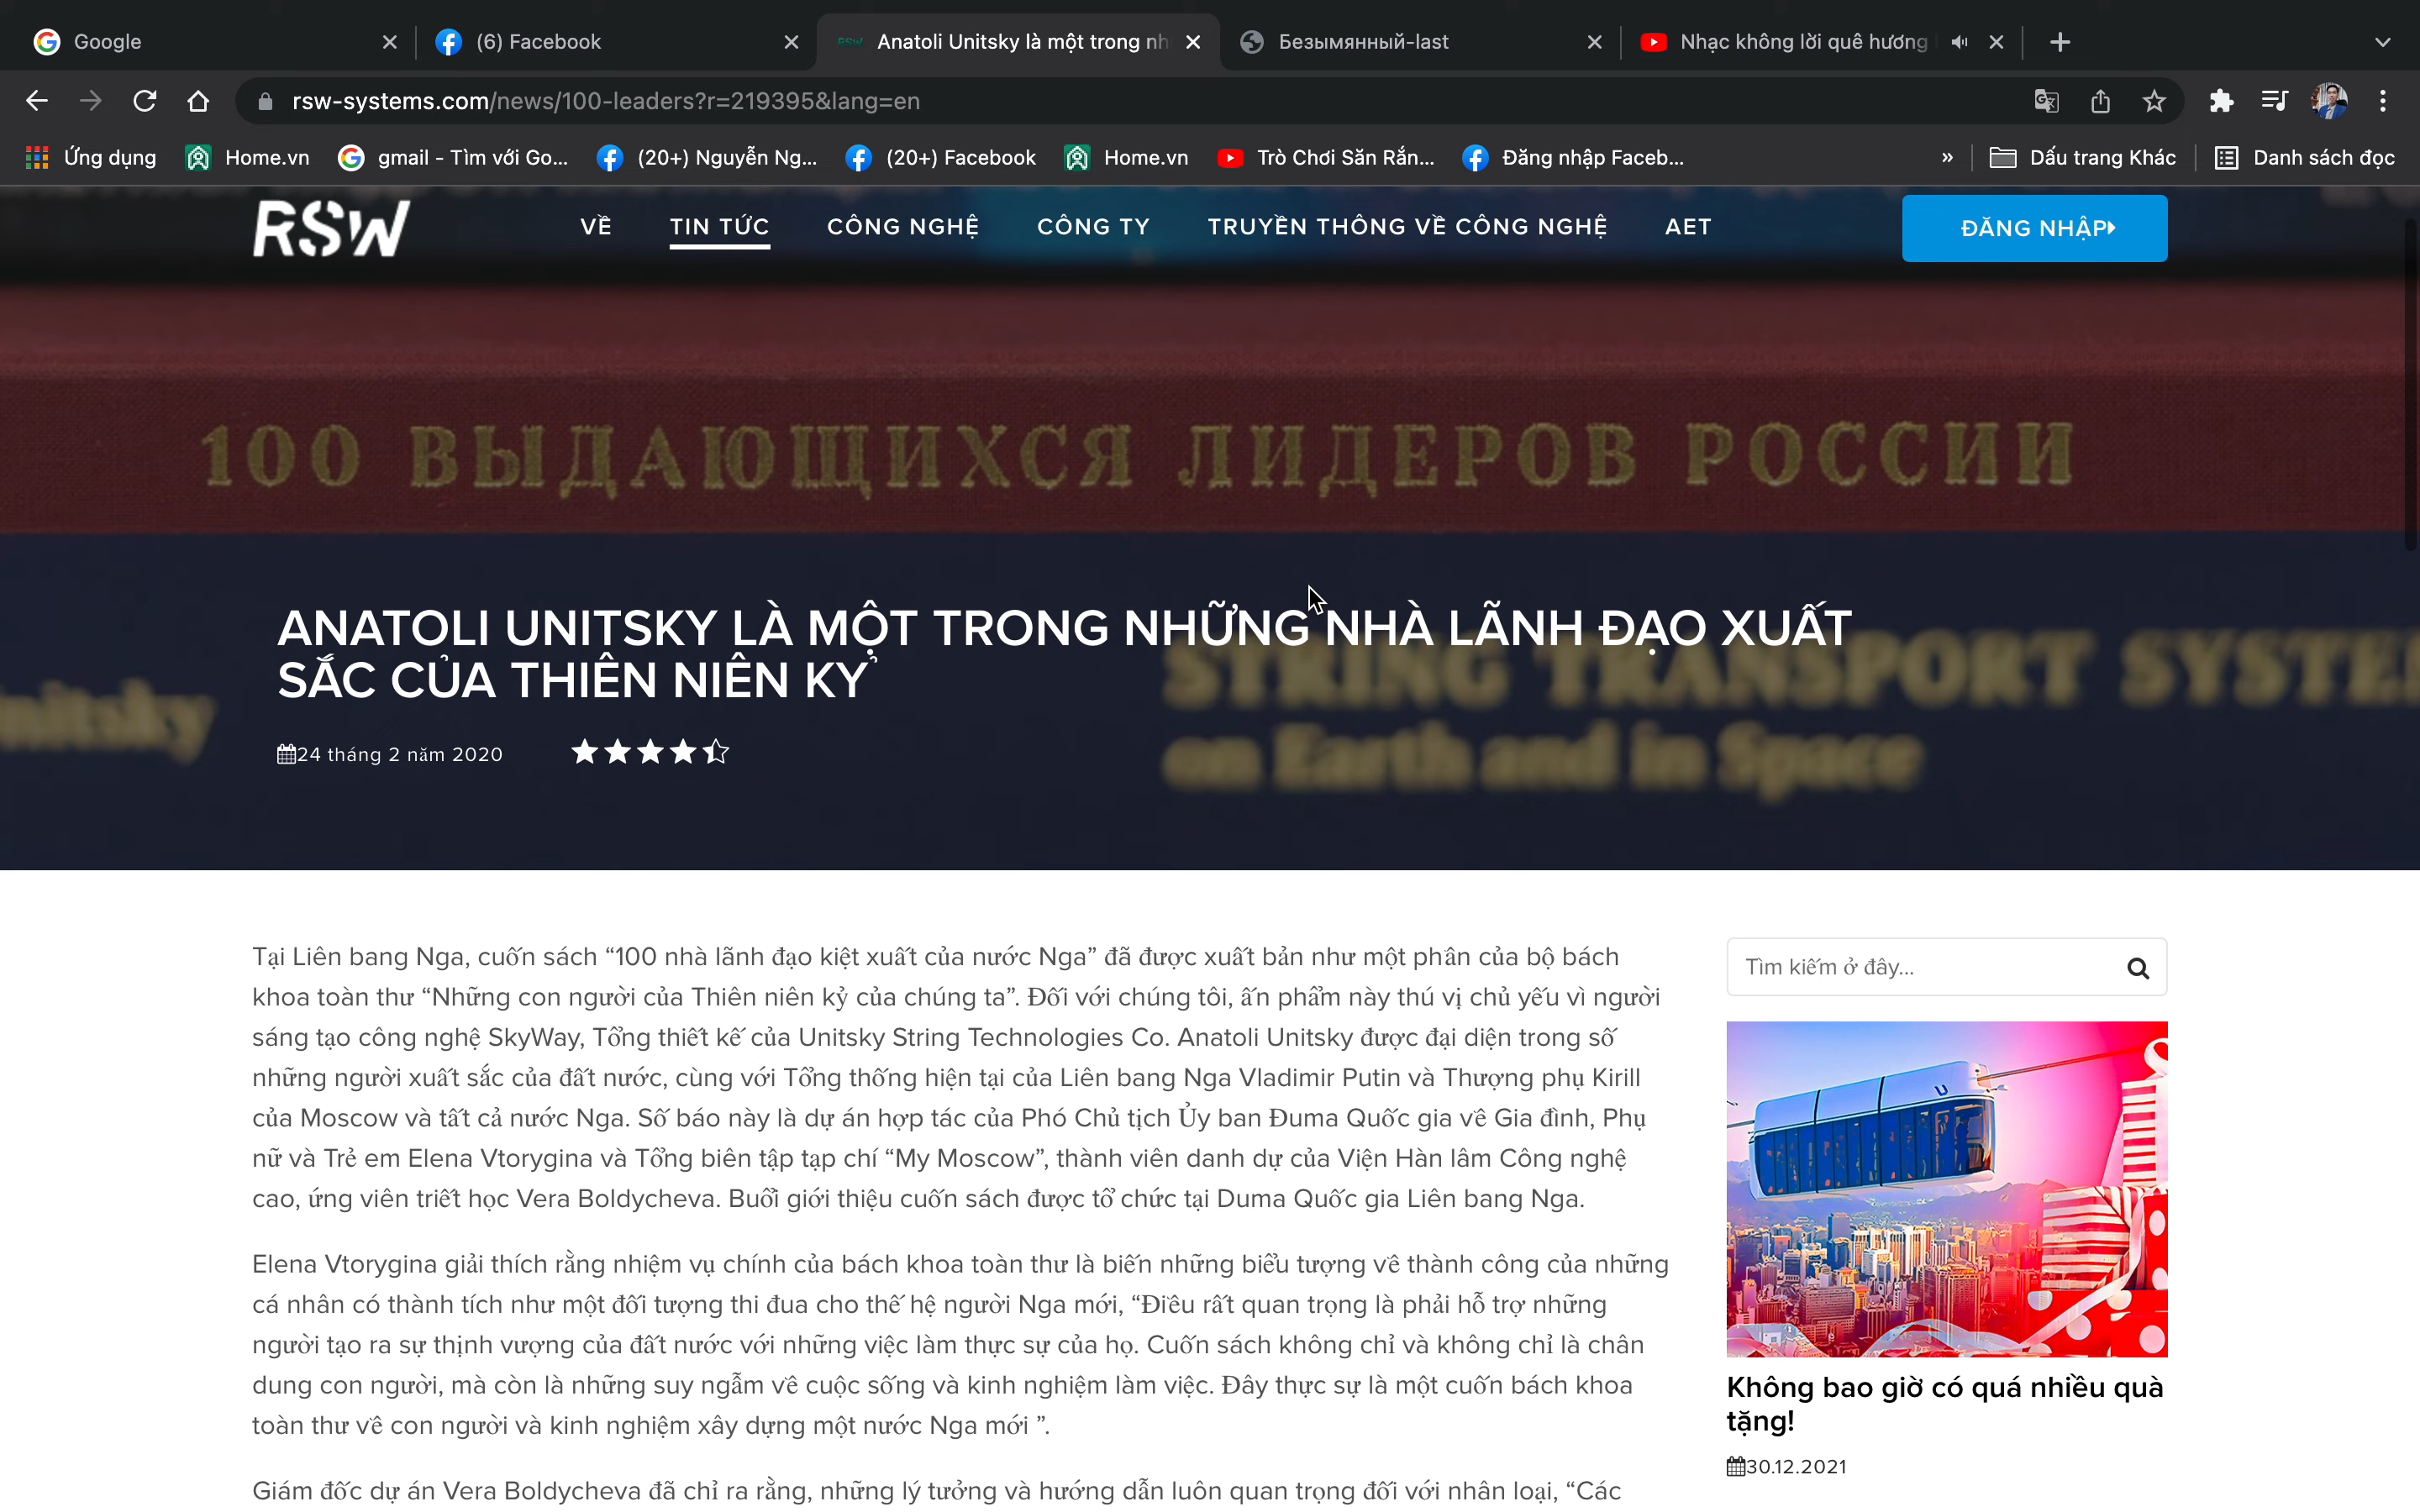 Google
(6) Facebook
Anatoli Unitsky là một trong nh
Безымянный-last
Nhạc không lời quê hương
rsw-systems.com/news/100-leaders?r=219395&lang=en
Ứng dụng
Home.vn
gmail - Tìm với Go...
(20+) Nguyễn Ng...
(20+) Facebook
Home.vn
Trò Chơi Săn Rắn...
Đăng nhập Faceb...
»
Dấu trang Khác
Danh sách đọc
RSW
VỀ
TIN TỨC
CÔNG NGHỆ
CÔNG TY
TRUYỀN THÔNG VỀ CÔNG NGHỆ
AET
ĐĂNG NHẬP
100 ВЫДАЮЩИХСЯ ЛИДЕРОВ РОССИИ
ANATOLI UNITSKY LÀ MỘT TRONG NHỮNG NHÀ LÃNH ĐẠO XUẤT
SẮC CỦA THIÊN NIÊN KỶ
nitsky
STRING TRANSPORT SYSTEM
on Earth and in Space
24 tháng 2 năm 2020
Tại Liên bang Nga, cuốn sách “100 nhà lãnh đạo kiệt xuất của nước Nga” đã được xuất bản như một phần của bộ bách
khoa toàn thư “Những con người của Thiên niên kỷ của chúng ta”. Đối với chúng tôi, ấn phẩm này thú vị chủ yếu vì người
sáng tạo công nghệ SkyWay, Tổng thiết kế của Unitsky String Technologies Co. Anatoli Unitsky được đại diện trong số
những người xuất sắc của đất nước, cùng với Tổng thống hiện tại của Liên bang Nga Vladimir Putin và Thượng phụ Kirill
của Moscow và tất cả nước Nga. Số báo này là dự án hợp tác của Phó Chủ tịch Ủy ban Đuma Quốc gia về Gia đình, Phụ
nữ và Trẻ em Elena Vtorygina và Tổng biên tập tạp chí “My Moscow”, thành viên danh dự của Viện Hàn lâm Công nghệ
cao, ứng viên triết học Vera Boldycheva. Buổi giới thiệu cuốn sách được tổ chức tại Duma Quốc gia Liên bang Nga.
Elena Vtorygina giải thích rằng nhiệm vụ chính của bách khoa toàn thư là biến những biểu tượng về thành công của những
cá nhân có thành tích như một đối tượng thi đua cho thế hệ người Nga mới, “Điều rất quan trọng là phải hỗ trợ những
người tạo ra sự thịnh vượng của đất nước với những việc làm thực sự của họ. Cuốn sách không chỉ và không chỉ là chân
dung con người, mà còn là những suy ngẫm về cuộc sống và kinh nghiệm làm việc. Đây thực sự là một cuốn bách khoa
toàn thư về con người và kinh nghiệm xây dựng một nước Nga mới ”.
Giám đốc dự án Vera Boldycheva đã chỉ ra rằng, những lý tưởng và hướng dẫn luôn quan trọng đối với nhân loại, “Các
Tìm kiếm ở đây...
U
Không bao giờ có quá nhiều quà
tặng!
30.12.2021